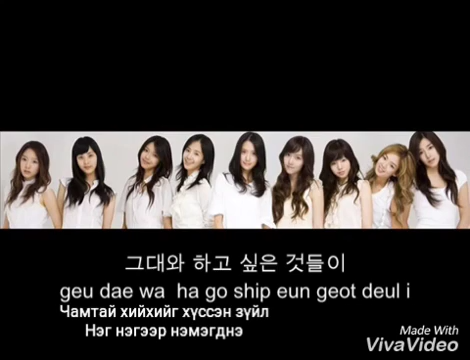 그대와 하고 싶은 것들이
geu dae wa ha go ship eun geot deul i
Чамтай хийхийг хүссэн зүйл
Нэг нэгээр нэмэгднэ
Made With
VivaVideo